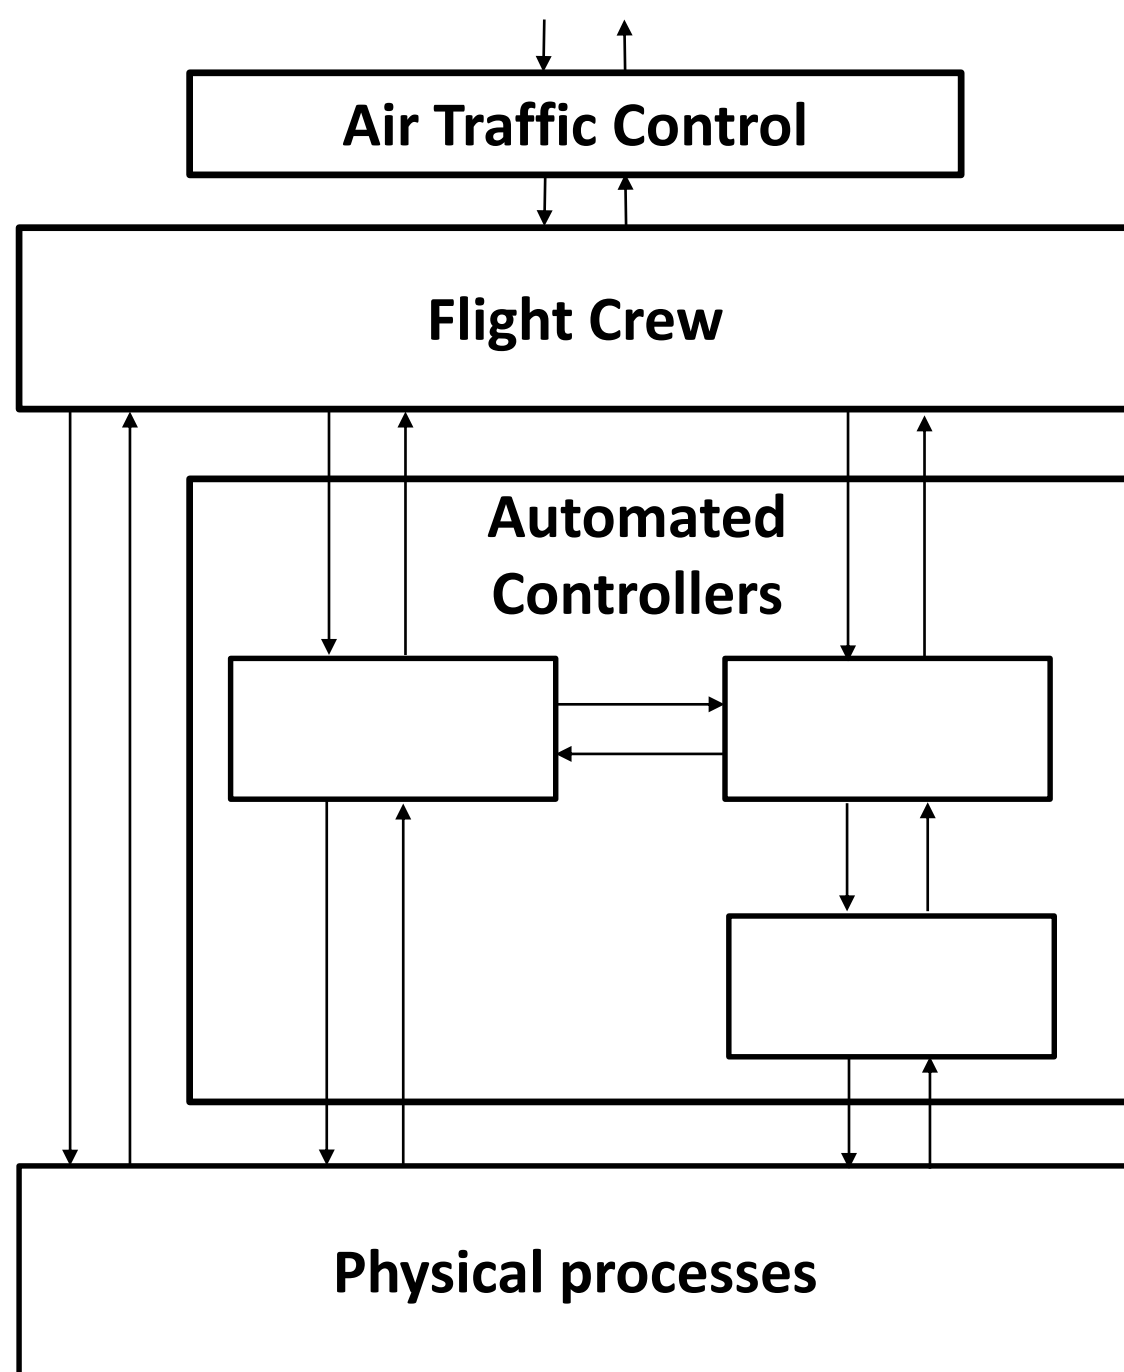 Air Traffic Control
Flight Crew
Automated
Controllers
Physical processes